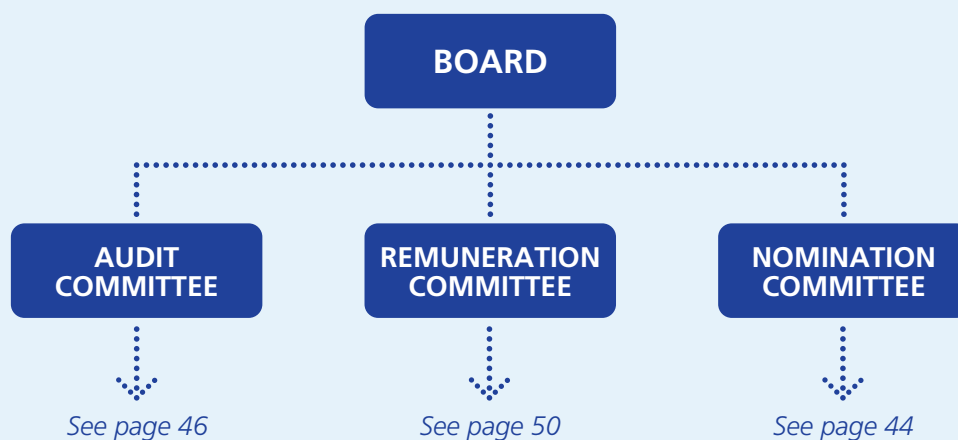 BOARD
AUDIT
COMMITTEE
REMUNERATION
COMMITTEE
NOMINATION
COMMITTEE
See page 46
See page 50
See page 44